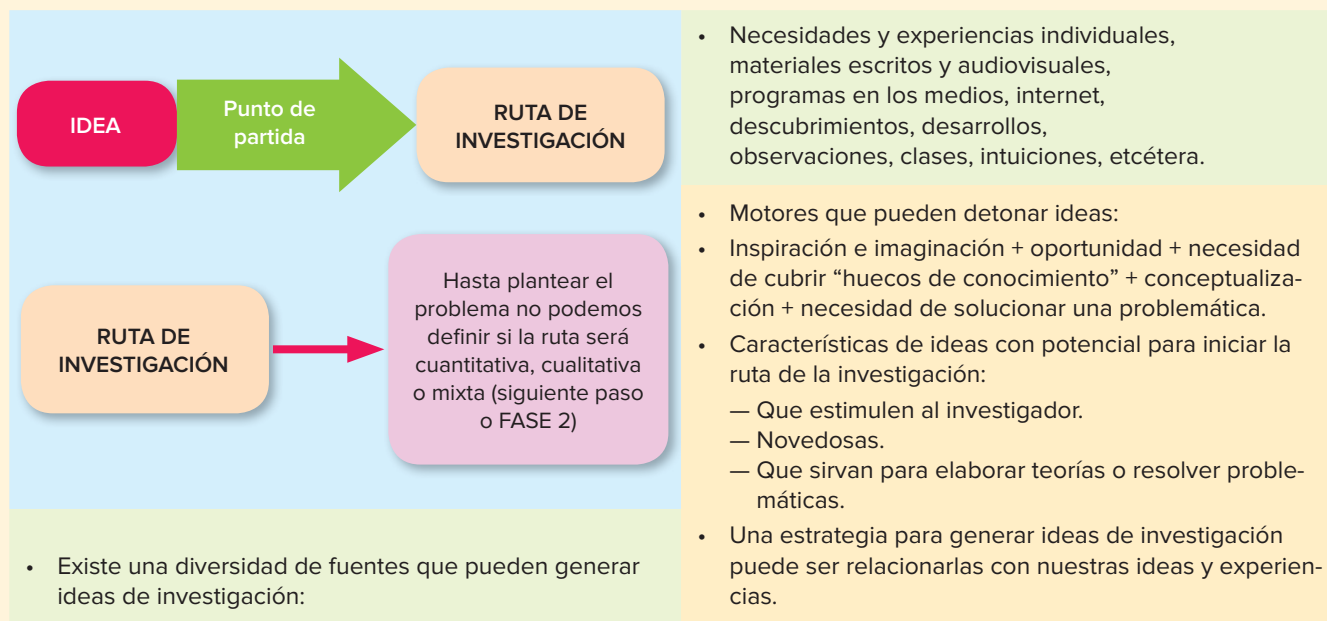 IDEA
Punto de
partida
RUTA DE
INVESTIGACIÓN
RUTA DE
INVESTIGACIÓN
Hasta plantear el
problema no podemos
definir si la ruta será
cuantitativa, cualitativa
o mixta (siguiente paso
o FASE 2)
• Existe una diversidad de fuentes que pueden generar
ideas de investigación:
• Necesidades y experiencias individuales,
materiales escritos y audiovisuales,
programas en los medios, internet,
descubrimientos, desarrollos,
observaciones, clases, intuiciones, etcétera.
• Motores que pueden detonar ideas:
• Inspiración e imaginación + oportunidad + necesidad
de cubrir “huecos de conocimiento” + conceptualiza-
ción + necesidad de solucionar una problemática.
• Características de ideas con potencial para iniciar la
ruta de la investigación:
— Que estimulen al investigador.
— Novedosas.
— Que sirvan para elaborar teorías o resolver proble-
máticas.
• Una estrategia para generar ideas de investigación
puede ser relacionarlas con nuestras ideas y experien-
cias.